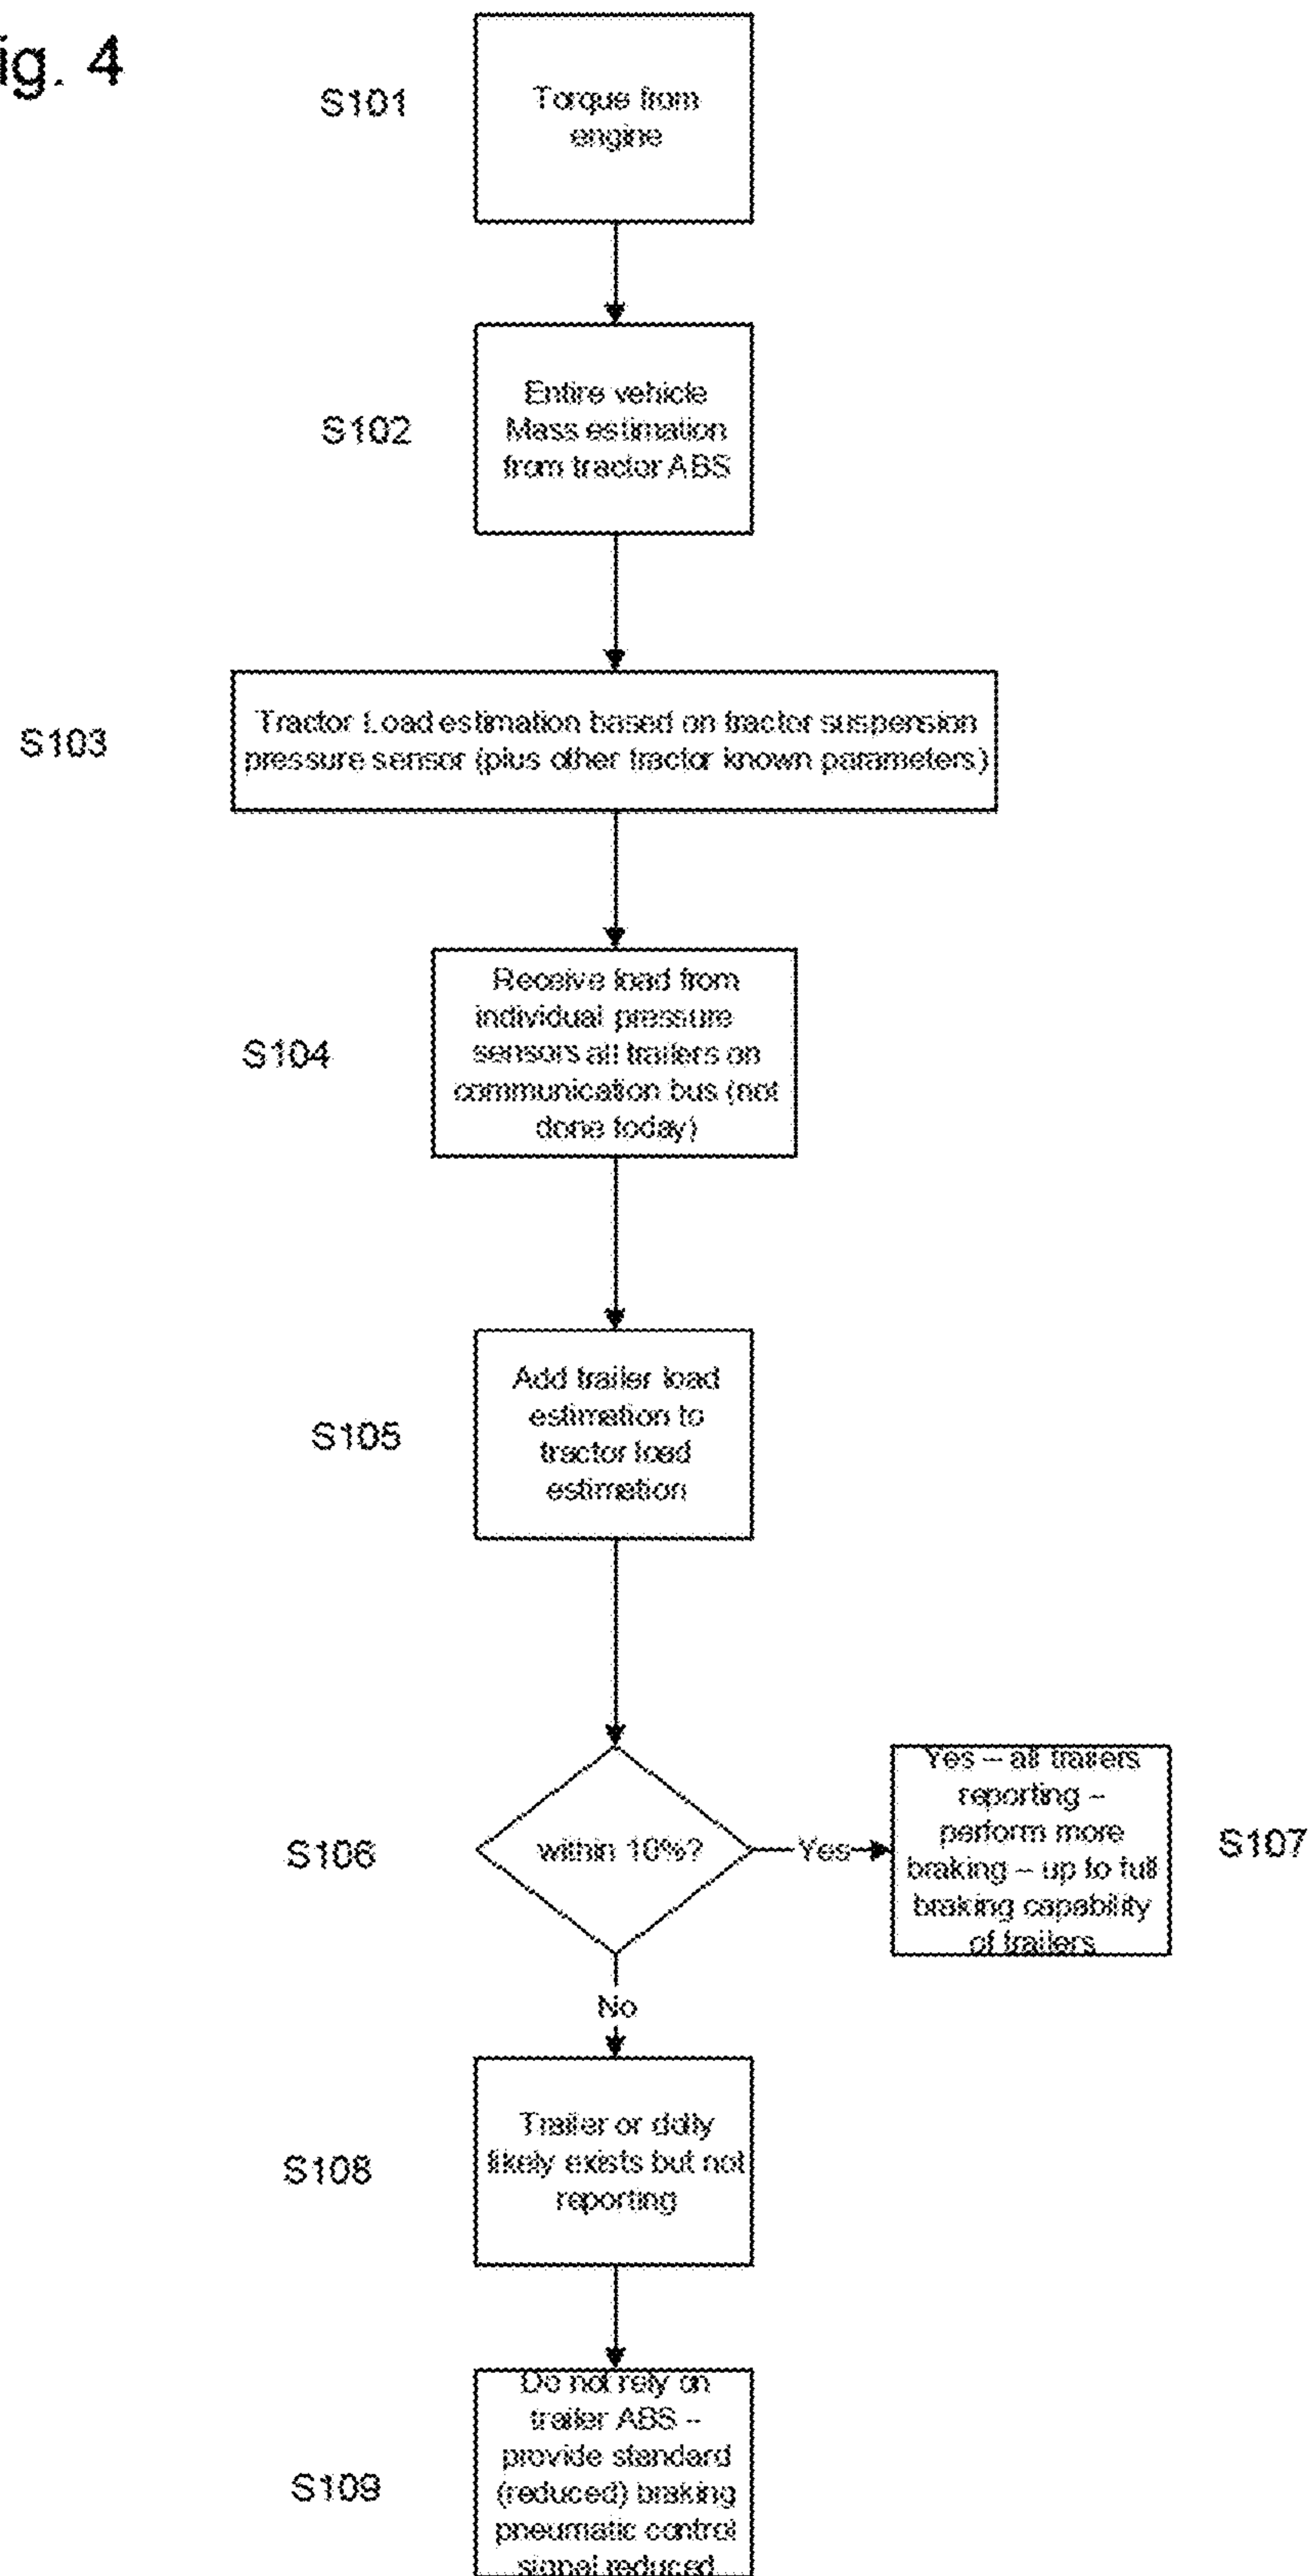 ig. 4
S101
Torque from
engine
S102
Entire vehicle
Mass estimation
from tractor ABS
S103
Tractor Load estimation based on tractor suspension
pressure sensor (plus other tractor known parameters)
S104
Receive load from
individual pressure
sensors all trailers on
communication bus (not
done today)
S105
Add trailer load
estimation to
tractor load
estimation
S106
within 10%?
Yes
Yes – all trailers
reporting –
perform more
braking – up to full
braking capability
of trailers
S107
No
S108
Trailer or dolly
likely exists but not
reporting
S109
Do not rely on
trailer ABS –
provide standard
(reduced) braking
pneumatic control
signal reduced